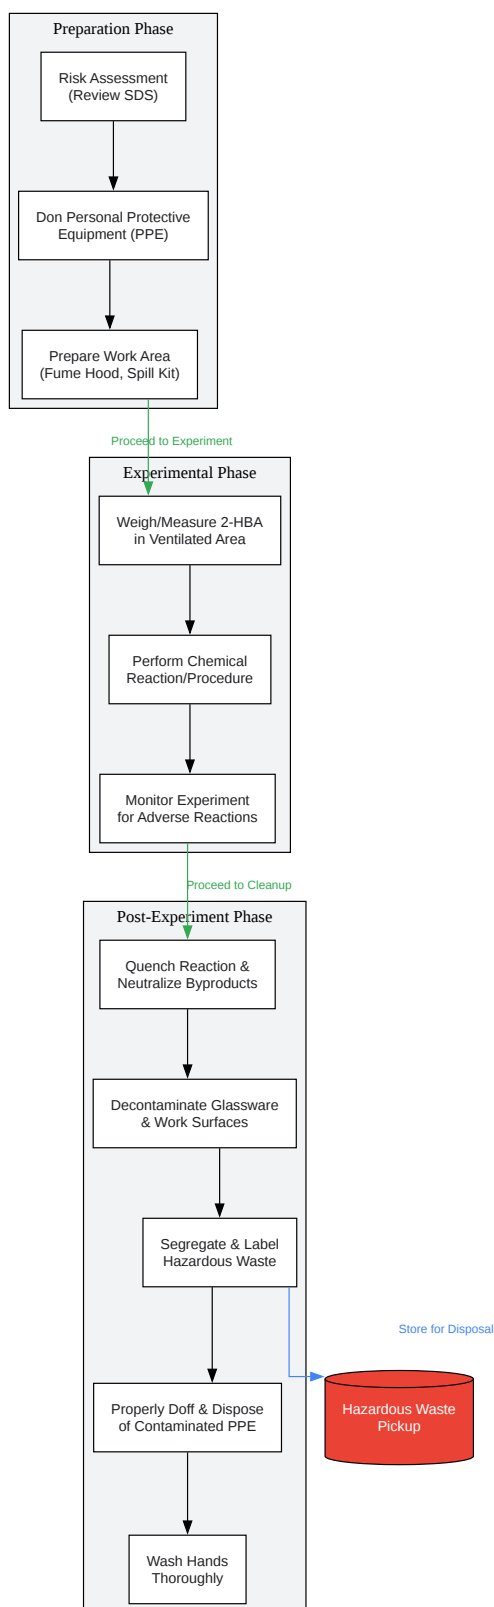 Preparation Phase
Risk Assessment
(Review SDS)
Don Personal Protective
Equipment (PPE)
Prepare Work Area
(Fume Hood, Spill Kit)
Proceed to Experiment
Experimental Phase
Weigh/Measure 2-HBA
in Ventilated Area
Perform Chemical
Reaction/Procedure
Monitor Experiment
for Adverse Reactions
Proceed to Cleanup
Post-Experiment Phase
Quench Reaction &
Neutralize Byproducts
Decontaminate Glassware
& Work Surfaces
Segregate & Label
Hazardous Waste
Store for Disposal
Hazardous Waste
Pickup
Properly Doff & Dispose
of Contaminated PPE
Wash Hands
Thoroughly